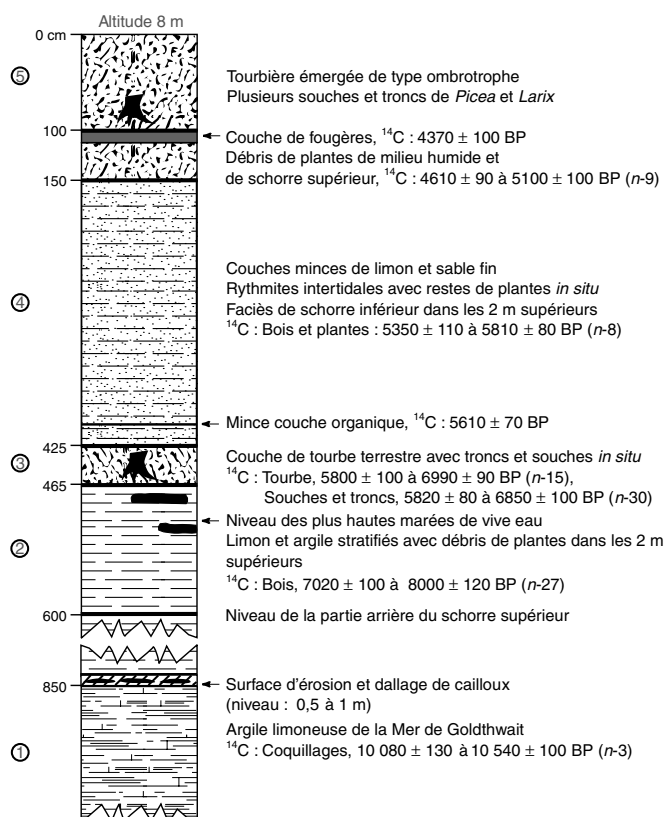 Altitude 8 m
0 cm
⑤
Tourbière émergée de type ombrotrophe
Plusieurs souches et troncs de Picea et Larix
100
Couche de fougères, ¹⁴C : 4370 ± 100 BP
Débris de plantes de milieu humide et
de schorre supérieur, ¹⁴C : 4610 ± 90 à 5100 ± 100 BP (n-9)
150
④
Couches minces de limon et sable fin
Rythmites intertidales avec restes de plantes in situ
Faciès de schorre inférieur dans les 2 m supérieurs
¹⁴C : Bois et plantes : 5350 ± 110 à 5810 ± 80 BP (n-8)
Mince couche organique, ¹⁴C : 5610 ± 70 BP
425
③
Couche de tourbe terrestre avec troncs et souches in situ
¹⁴C : Tourbe, 5800 ± 100 à 6990 ± 90 BP (n-15),
Souches et troncs, 5820 ± 80 à 6850 ± 100 BP (n-30)
465
Niveau des plus hautes marées de vive eau
②
Limon et argile stratifiés avec débris de plantes dans les 2 m
supérieurs
¹⁴C : Bois, 7020 ± 100 à 8000 ± 120 BP (n-27)
600
Niveau de la partie arrière du schorre supérieur
850
Surface d'érosion et dallage de cailloux
(niveau : 0,5 à 1 m)
①
Argile limoneuse de la Mer de Goldthwait
¹⁴C : Coquillages, 10 080 ± 130 à 10 540 ± 100 BP (n-3)